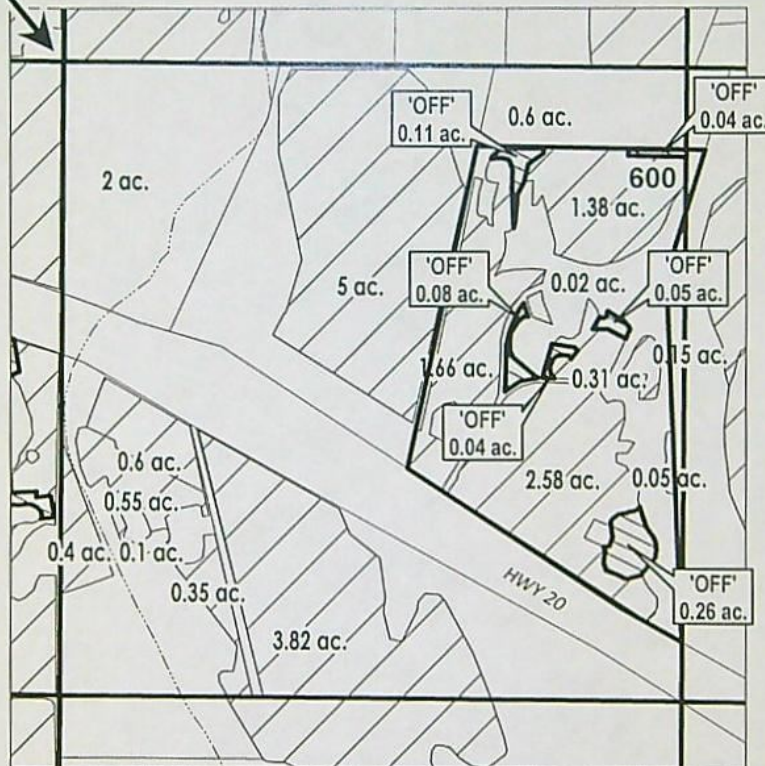 'OFF'
0.04 ac.
'OFF'
0.11 ac.
0.6 ac.
600
2 ac.
1.38 ac.
'OFF'
0.08 ac.
0.02 ac.
'OFF'
0.05 ac.
5 ac.
0.15 ac.
1.66 ac.
0.31 ac.
'OFF'
0.04 ac.
0.6 ac.
2.58 ac.
0.05 ac.
0.55 ac.
0.4 ac.
0.1 ac.
0.35 ac.
HWY 20
'OFF'
0.26 ac.
3.82 ac.